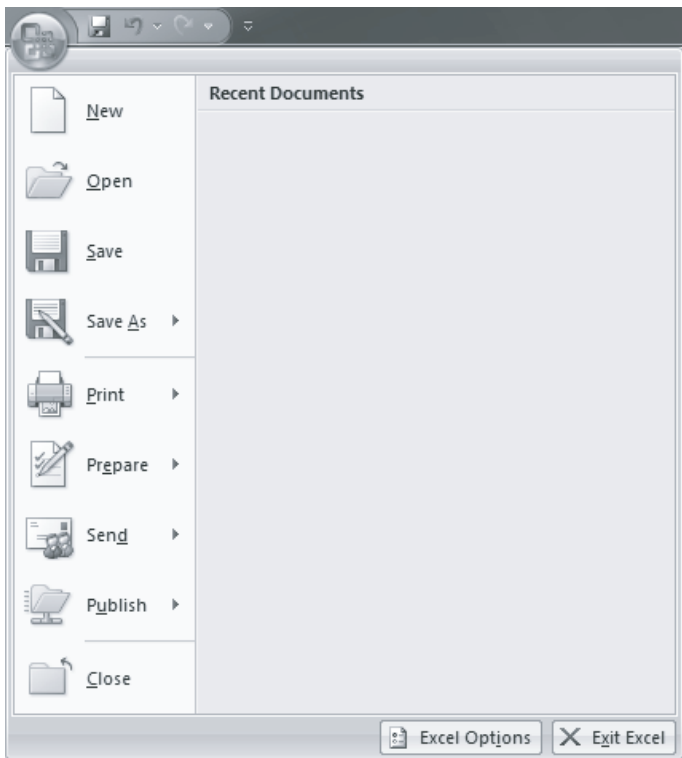 Recent Documents
New
Open
Save
Save As
Print
Prepare
Send
Publish
Close
Excel Options
Exit Excel